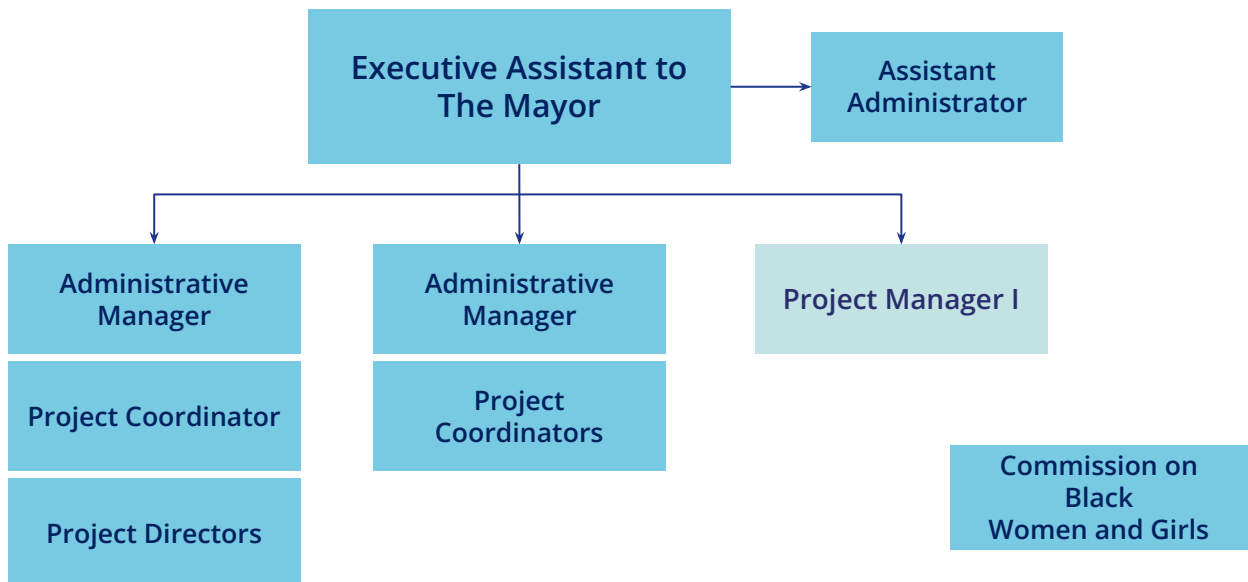 Executive Assistant to
The Mayor
Assistant
Administrator
Administrative
Manager
Administrative
Manager
Project Manager I
Project Coordinator
Project
Coordinators
Project Directors
Commission on
Black
Women and Girls